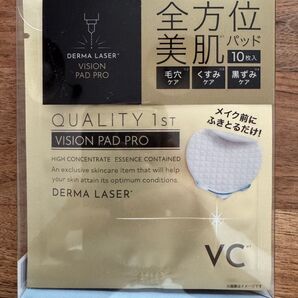 DERMA LASER
VISION
PAD PRO
全方位
美肌パッド
10枚入
毛穴 ケア くすみ ケア 黒ずみ ケア
QUALITY 1ST
VISION PAD PRO
HIGH CONCENTRATE ESSENCE CONTAINED
An exclusive skincare item that will help
your skin attain its optimum conditions.
DERMA LASER
メイク前に
ふきとるだけ!
VC